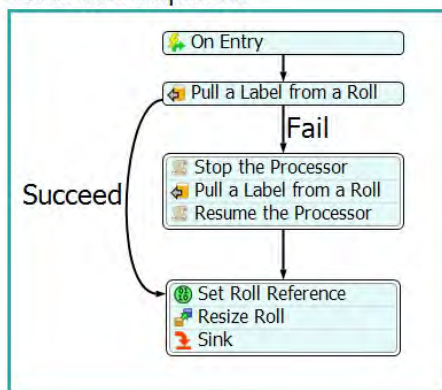 On Entry
Pull a Label from a Roll
Fail
Stop the Processor
Pull a Label from a Roll
Resume the Processor
Succeed
Set Roll Reference
Resize Roll
Sink